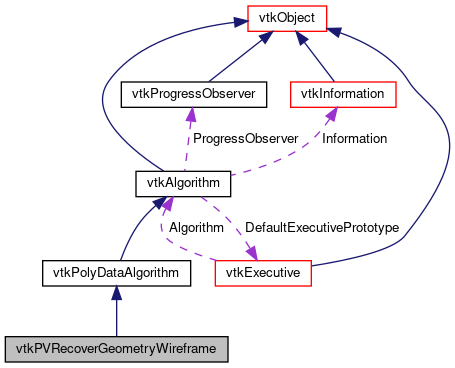 vtkObject
vtkProgressObserver
vtkInformation
ProgressObserver
Information
vtkAlgorithm
Algorithm
DefaultExecutivePrototype
vtkPolyDataAlgorithm
vtkExecutive
vtkPVRecoverGeometryWireframe